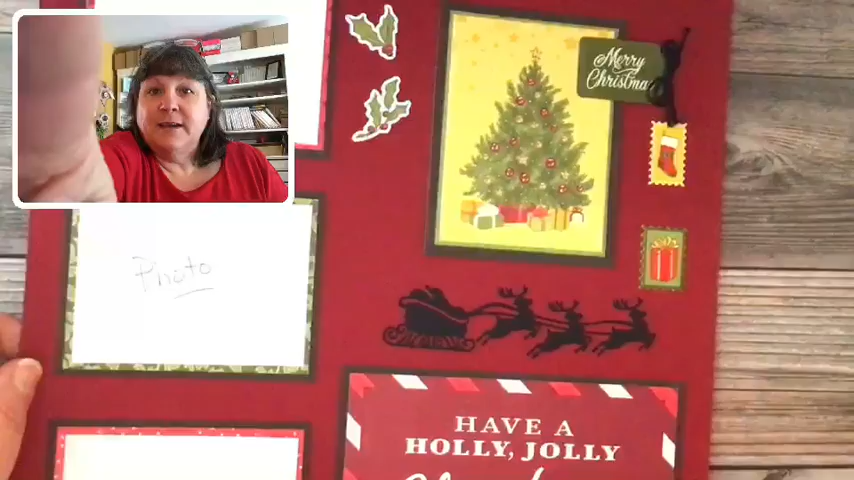 Merry
Christmas
Photo
HAVE A
HOLLY, JOLLY